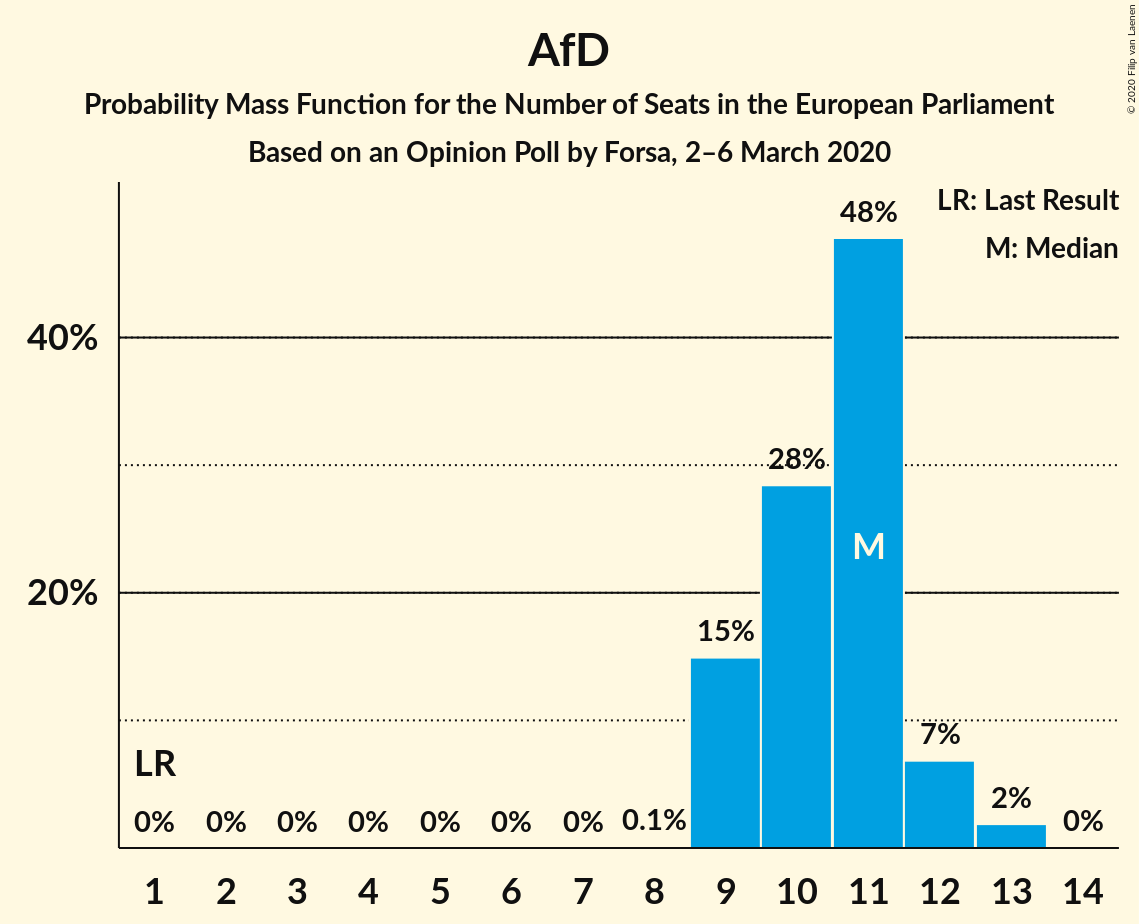 AfD
Probability Mass Function for the Number of Seats in the European Parliament
Based on an Opinion Poll by Forsa, 2–6 March 2020
© 2020 Filip van Laenen
LR: Last Result
M: Median
40%
20%
LR
0%
0%
0%
0%
0%
0%
0%
0.1%
15%
28%
48%
M
7%
2%
0%
1 2 3 4 5 6 7 8 9 10 11 12 13 14